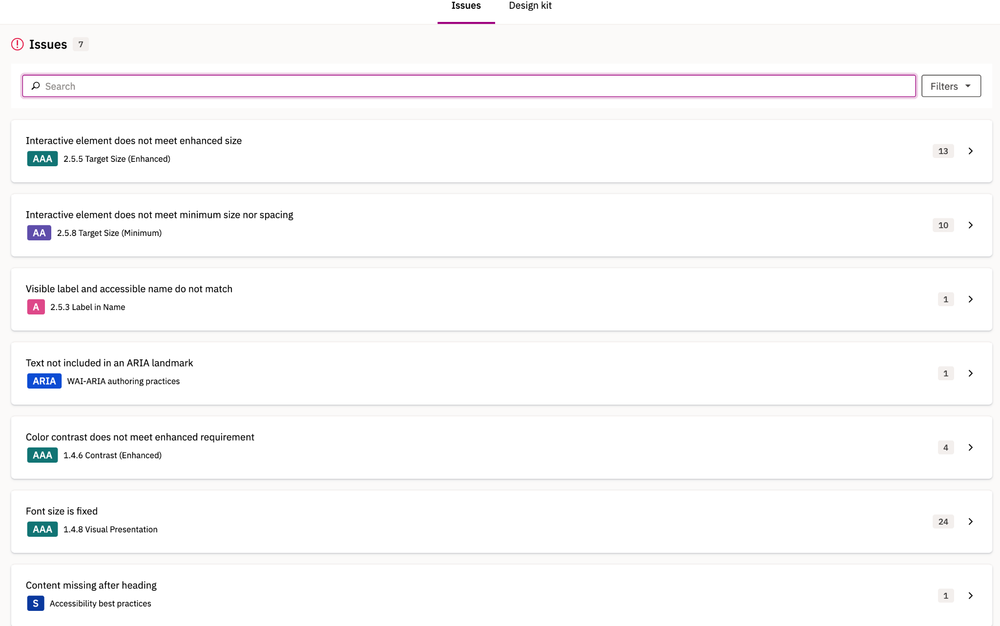 Issues Design kit
Issues 7
Search Filters
Interactive element does not meet enhanced size
AAA 2.5.5 Target Size (Enhanced)
13
Interactive element does not meet minimum size nor spacing
AA 2.5.8 Target Size (Minimum)
10
Visible label and accessible name do not match
A 2.5.3 Label in Name
1
Text not included in an ARIA landmark
ARIA WAI-ARIA authoring practices
1
Color contrast does not meet enhanced requirement
AAA 1.4.6 Contrast (Enhanced)
4
Font size is fixed
AAA 1.4.8 Visual Presentation
24
Content missing after heading
S Accessibility best practices
1